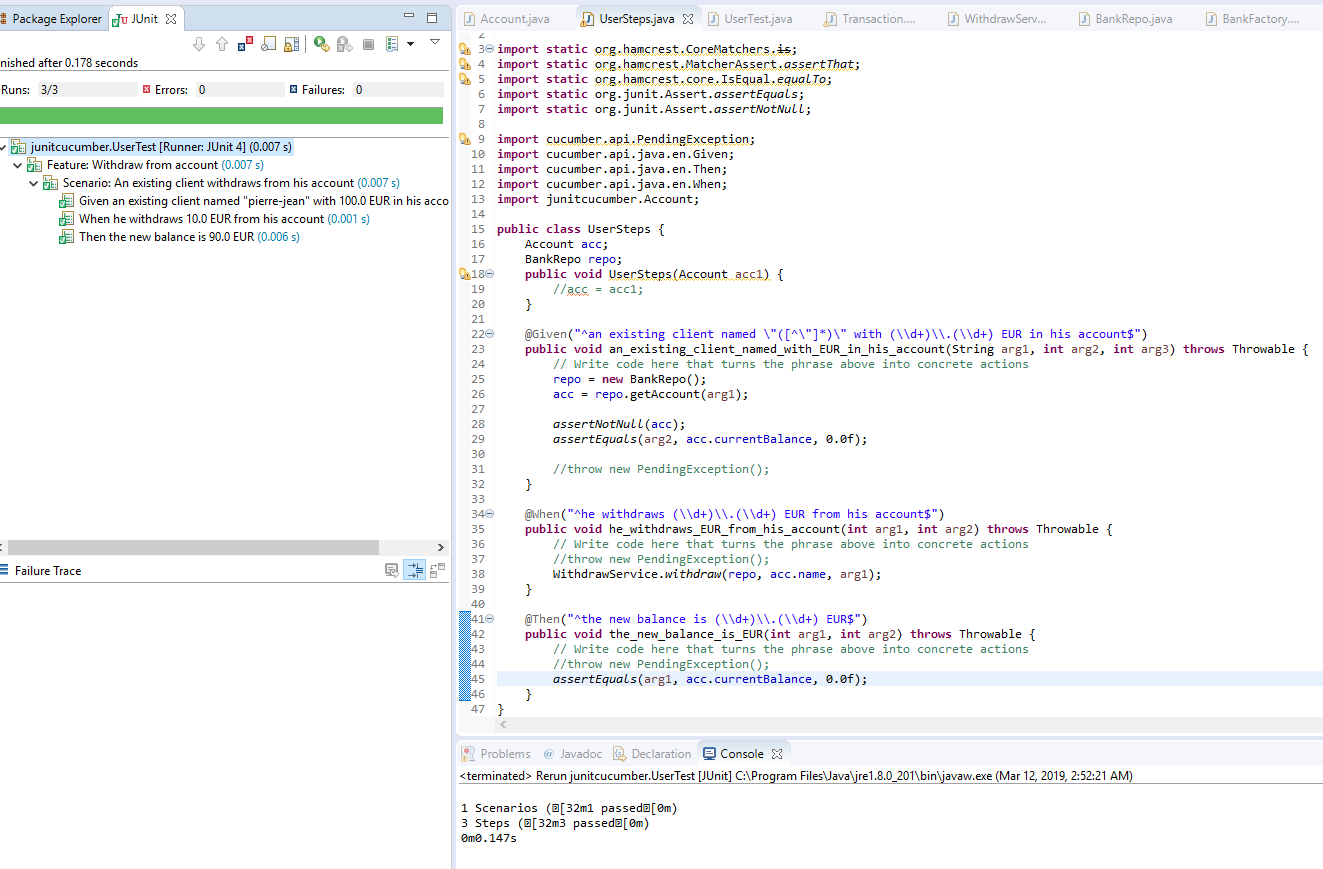 Package Explorer
JUnit
nished after 0.178 seconds
Runs: 3/3 Errors: 0 Failures: 0
junitcucumber.UserTest [Runner: JUnit 4] (0.007 s)
Feature: Withdraw from account (0.007 s)
Scenario: An existing client withdraws from his account (0.007 s)
Given an existing client named "pierre-jean" with 100.0 EUR in his acco
When he withdraws 10.0 EUR from his account (0.001 s)
Then the new balance is 90.0 EUR (0.006 s)
Failure Trace
Account.java UserSteps.java UserTest.java Transaction.... WithdrawServ... BankRepo.java BankFactory....
2
3 import static org.hamcrest.CoreMatchers.is;
4 import static org.hamcrest.MatcherAssert.assertThat;
5 import static org.hamcrest.core.IsEqual.equalTo;
6 import static org.junit.Assert.assertEquals;
7 import static org.junit.Assert.assertNotNull;
8
9 import cucumber.api.PendingException;
10 import cucumber.api.java.en.Given;
11 import cucumber.api.java.en.Then;
12 import cucumber.api.java.en.When;
13 import junitcucumber.Account;
14
15 public class UserSteps {
16 Account acc;
17 BankRepo repo;
18 public void UserSteps(Account acc1) {
19 //acc = acc1;
20 }
21
22 @Given("^an existing client named \"([^\"]*)\" with (\\d+)\\.(\\d+) EUR in his account$")
23 public void an_existing_client_named_with_EUR_in_his_account(String arg1, int arg2, int arg3) throws Throwable {
24 // Write code here that turns the phrase above into concrete actions
25 repo = new BankRepo();
26 acc = repo.getAccount(arg1);
27
28 assertNotNull(acc);
29 assertEquals(arg2, acc.currentBalance, 0.0f);
30
31 //throw new PendingException();
32 }
33
34 @When("^he withdraws (\\d+)\\.(\\d+) EUR from his account$")
35 public void he_withdraws_EUR_from_his_account(int arg1, int arg2) throws Throwable {
36 // Write code here that turns the phrase above into concrete actions
37 //throw new PendingException();
38 WithdrawService.withdraw(repo, acc.name, arg1);
39 }
40
41 @Then("^the new balance is (\\d+)\\.(\\d+) EUR$")
42 public void the_new_balance_is_EUR(int arg1, int arg2) throws Throwable {
43 // Write code here that turns the phrase above into concrete actions
44 //throw new PendingException();
45 assertEquals(arg1, acc.currentBalance, 0.0f);
46 }
47 }
Problems @ Javadoc Declaration Console
<terminated> Rerun junitcucumber.UserTest [JUnit] C:\Program Files\Java\jre1.8.0_201\bin\javaw.exe (Mar 12, 2019, 2:52:21 AM)
1 Scenarios ([32m1 passed[0m)
3 Steps ([32m3 passed[0m)
0m0.147s